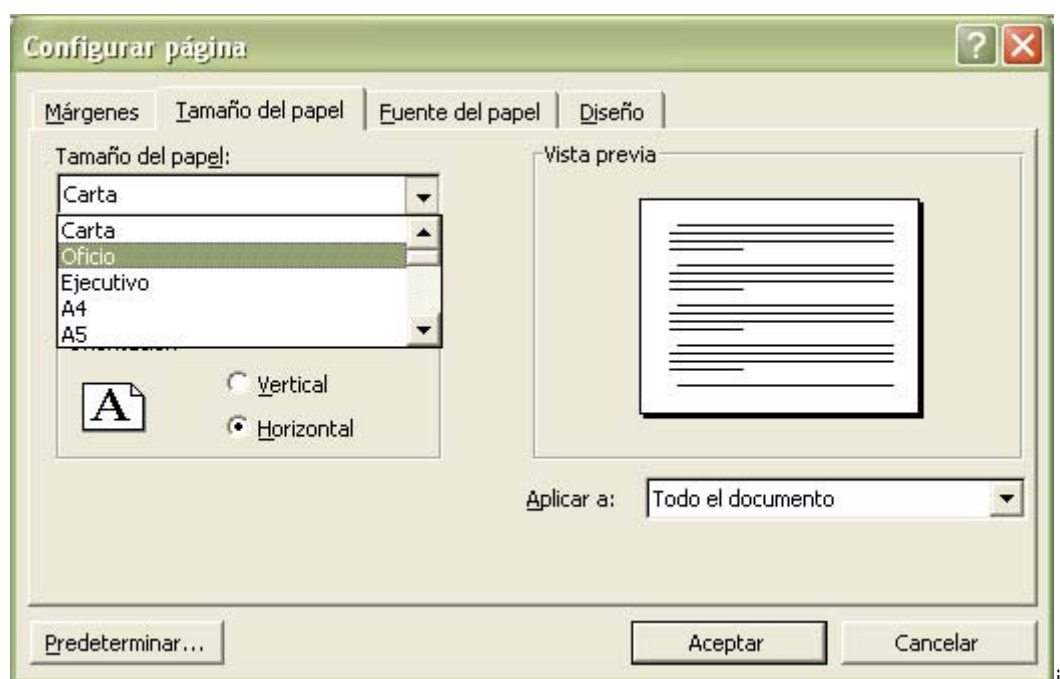 Configurar página
Márgenes Tamaño del papel Fuente del papel Diseño
Tamaño del papel:
Carta
Carta
Oficio
Ejecutivo
A4
A5
Orientación
A
Vertical
Horizontal
Vista previa
Aplicar a: Todo el documento
Predeterminar... Aceptar Cancelar